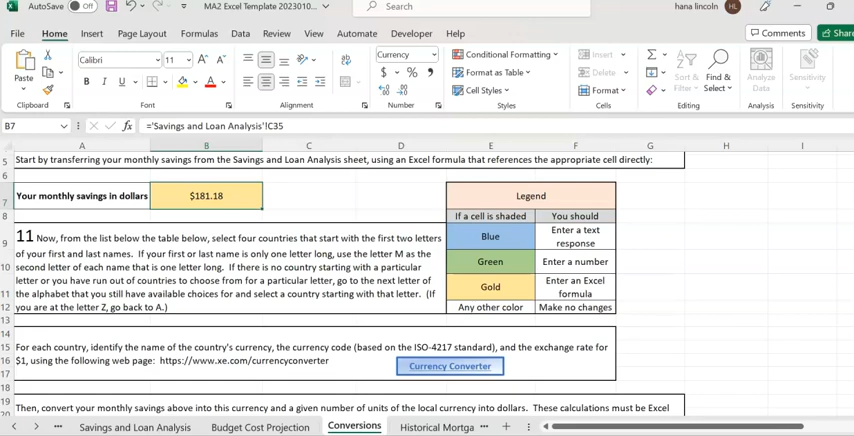 AutoSave Off MA2 Excel Template 20231010... Search hana lincoln HL
File Home Insert Draw Page Layout Formulas Data Review View Automate Developer Help Comments Share
Paste
Clipboard
Calibri 11 A^ A˅
B I U A
Font
ab
Alignment
Currency
$ % 9
Number
Conditional Formatting
Format as Table
Cell Styles
Styles
Insert
Delete
Format
Cells
Sort & Filter
Find & Select
Editing
Analyze Data
Analysis
Sensitivity
Sensitivity
B7 fx ='Savings and Loan Analysis'!C35
A B C D E F G H I
5 Start by transferring your monthly savings from the Savings and Loan Analysis sheet, using an Excel formula that references the appropriate cell directly:
6
7 Your monthly savings in dollars $181.18 Legend
8 If a cell is shaded You should
9 11 Now, from the list below the table below, select four countries that start with the first two letters
of your first and last names. If your first or last name is only one letter long, use the letter M as the
10 second letter of each name that is one letter long. If there is no country starting with a particular
letter or you have run out of countries to choose from for a particular letter, go to the next letter of
11 the alphabet that you still have available choices for and select a country starting with that letter. (If
12 you are at the letter Z, go back to A.)
Blue Enter a text response
Green Enter a number
Gold Enter an Excel formula
Any other color Make no changes
13
14
15 For each country, identify the name of the country's currency, the currency code (based on the ISO-4217 standard), and the exchange rate for
16 $1, using the following web page: https://www.xe.com/currencyconverter
17 Currency Converter
18
19 Then, convert your monthly savings above into this currency and a given number of units of the local currency into dollars. These calculations must be Excel
20
Savings and Loan Analysis Budget Cost Projection Conversions Historical Mortga